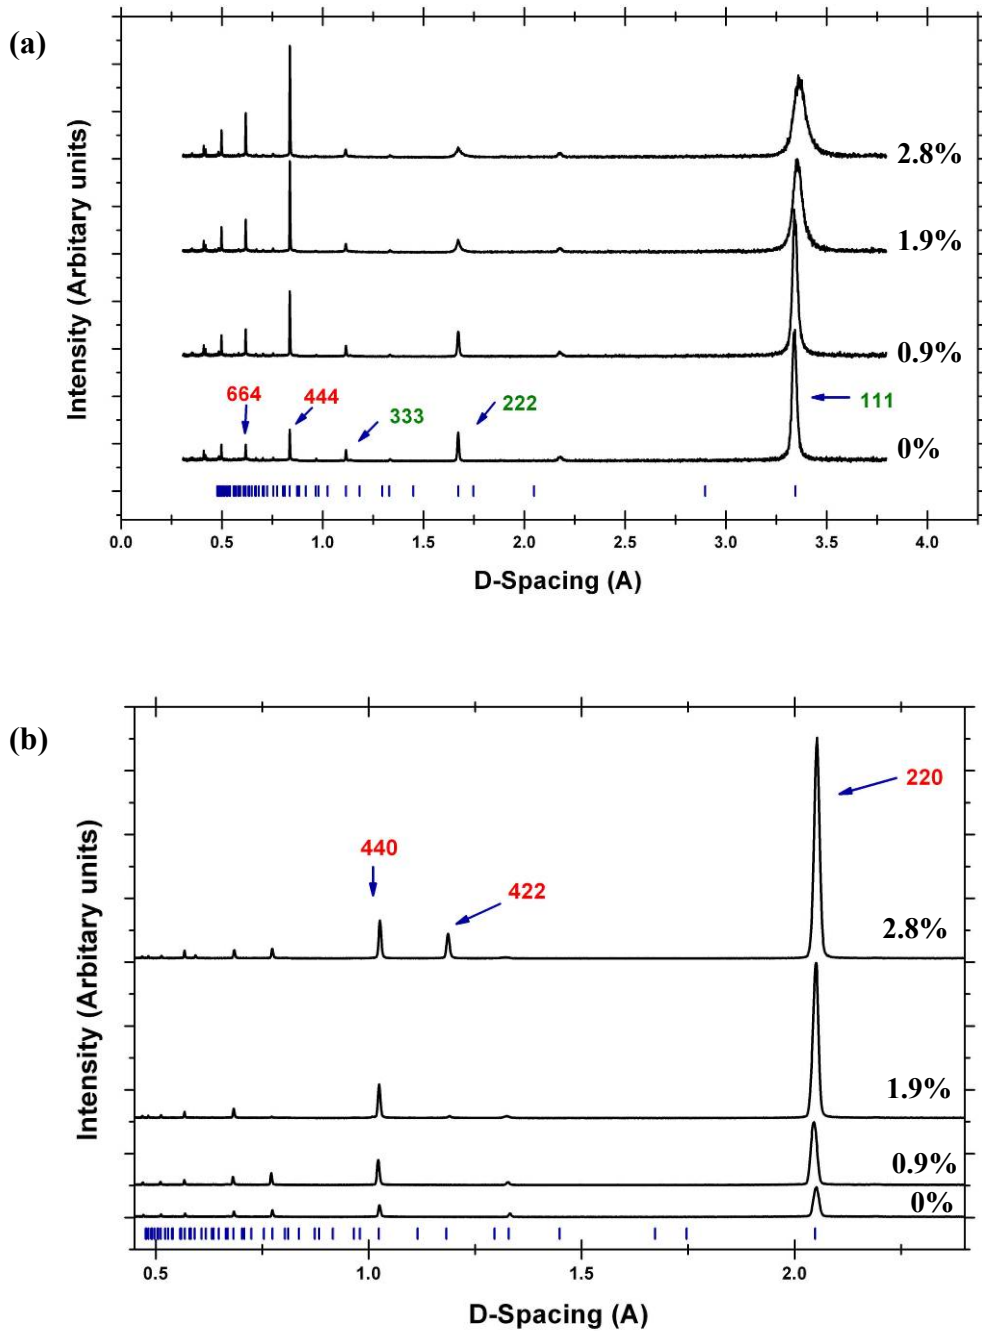 (a)
Intensity (Arbitary units)
2.8%
1.9%
0.9%
664
444
333
222
111
0%
0.0 0.5 1.0 1.5 2.0 2.5 3.0 3.5 4.0
D-Spacing (A)
(b)
Intensity (Arbitary units)
220
440
422
2.8%
1.9%
0.9%
0%
0.5 1.0 1.5 2.0
D-Spacing (A)